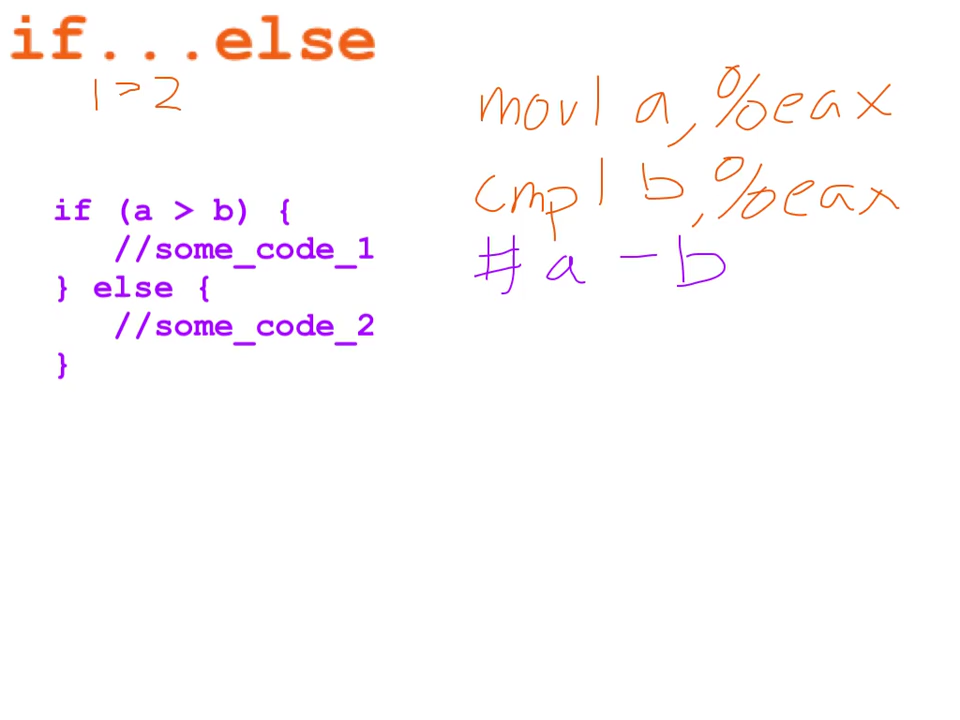 if...else
1 > 2
if (a > b) {
//some_code_1
} else {
//some_code_2
}
movl a, %eax
cmpl b, %eax
# a - b